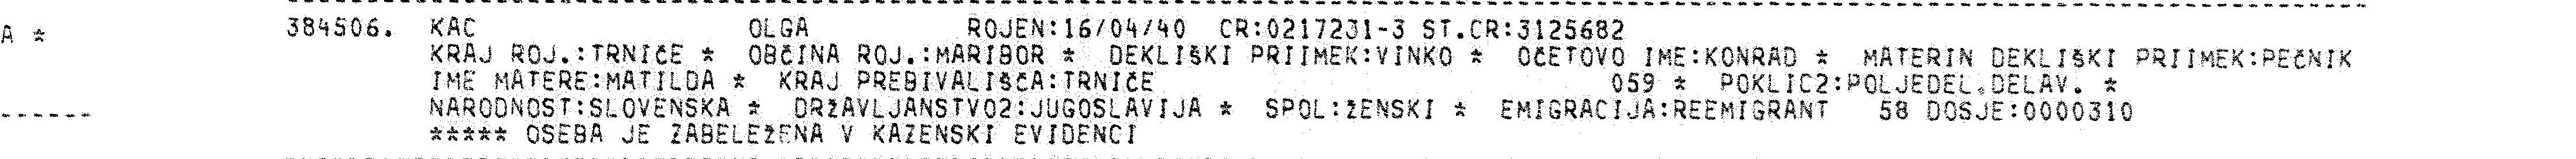 384506. KAC OLGA ROJEN:16/04/40 CR:0217231-3 ST.CR:3125682
A *
KRAJ ROJ.:TRNIČE * OBČINA ROJ.:MARIBOR * DEKLIŠKI PRIIMEK:VINKO * OČETOVO IME:KONRAD * MATERIN DEKLIŠKI PRIIMEK:PEČNIK
IME MATERE:MATILDA * KRAJ PREBIVALIŠČA:TRNIČE 059 * POKLIC2:POLJEDEL.DELAV. *
NARODNOST:SLOVENSKA * DRŽAVLJANSTVO2:JUGOSLAVIJA * SPOL:ŽENSKI * EMIGRACIJA:REEMIGRANT 58 DOSJE:0000310
***** OSEBA JE ZABELEŽENA V KAZENSKI EVIDENCI